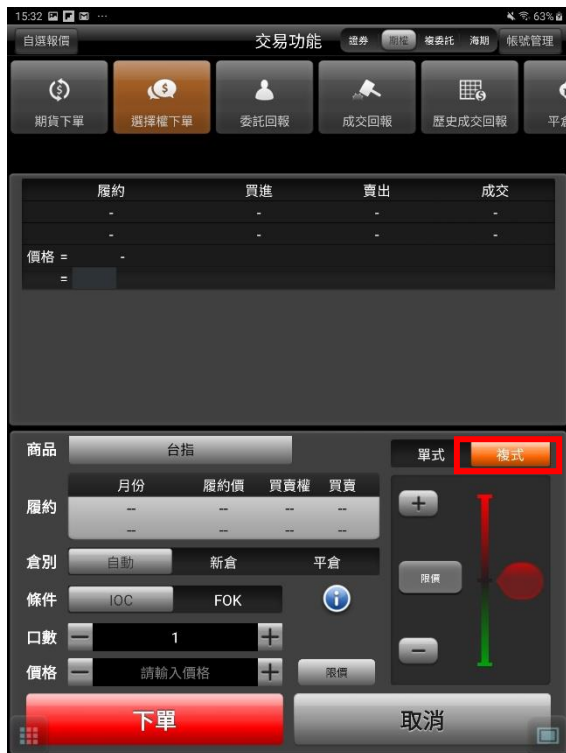 15:32 63%
自選報價 交易功能 證券 期權 複委託 海期 帳號管理
期貨下單 選擇權下單 委託回報 成交回報 歷史成交回報 平倉
履約 買進 賣出 成交
- - - -
- - - -
價格 = -
=
商品 台指 單式 複式
月份 履約價 買賣權 買賣
履約 -- -- -- --
-- -- -- --
倉別 自動 新倉 平倉
限價
條件 IOC FOK
口數 1
價格 請輸入價格 限價
下單 取消